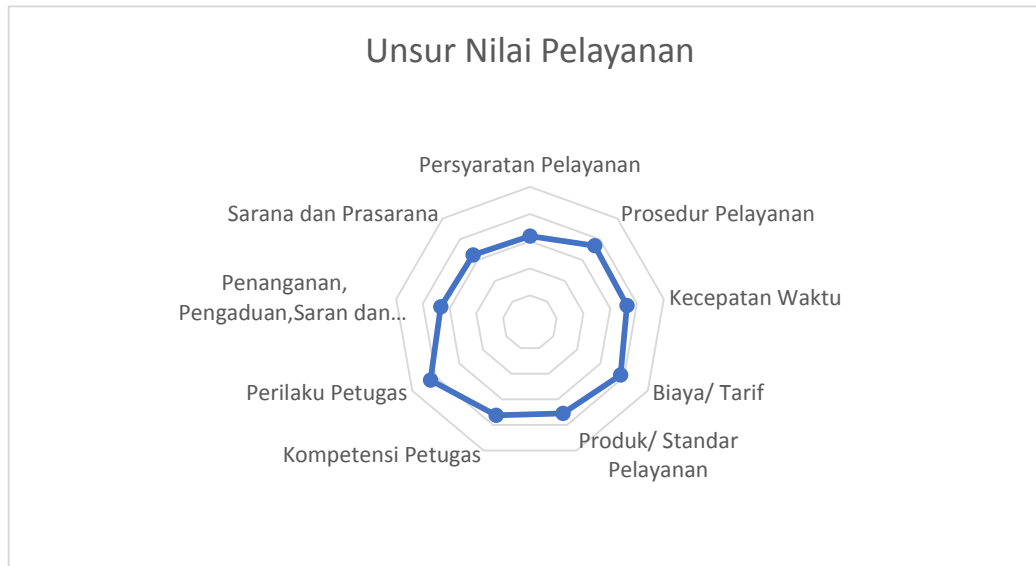 Unsur Nilai Pelayanan
Persyaratan Pelayanan
Prosedur Pelayanan
Kecepatan Waktu
Biaya/ Tarif
Produk/ Standar
Pelayanan
Kompetensi Petugas
Perilaku Petugas
Penanganan,
Pengaduan,Saran dan…
Sarana dan Prasarana